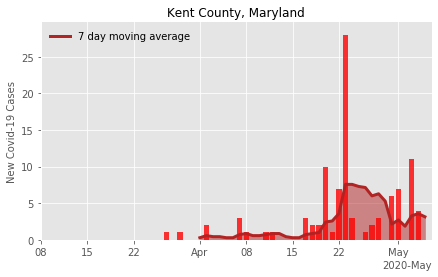 Kent County, Maryland
7 day moving average
New Covid-19 Cases
25
20
15
10
5
0
08 15 22 Apr 08 15 22 May
2020-May